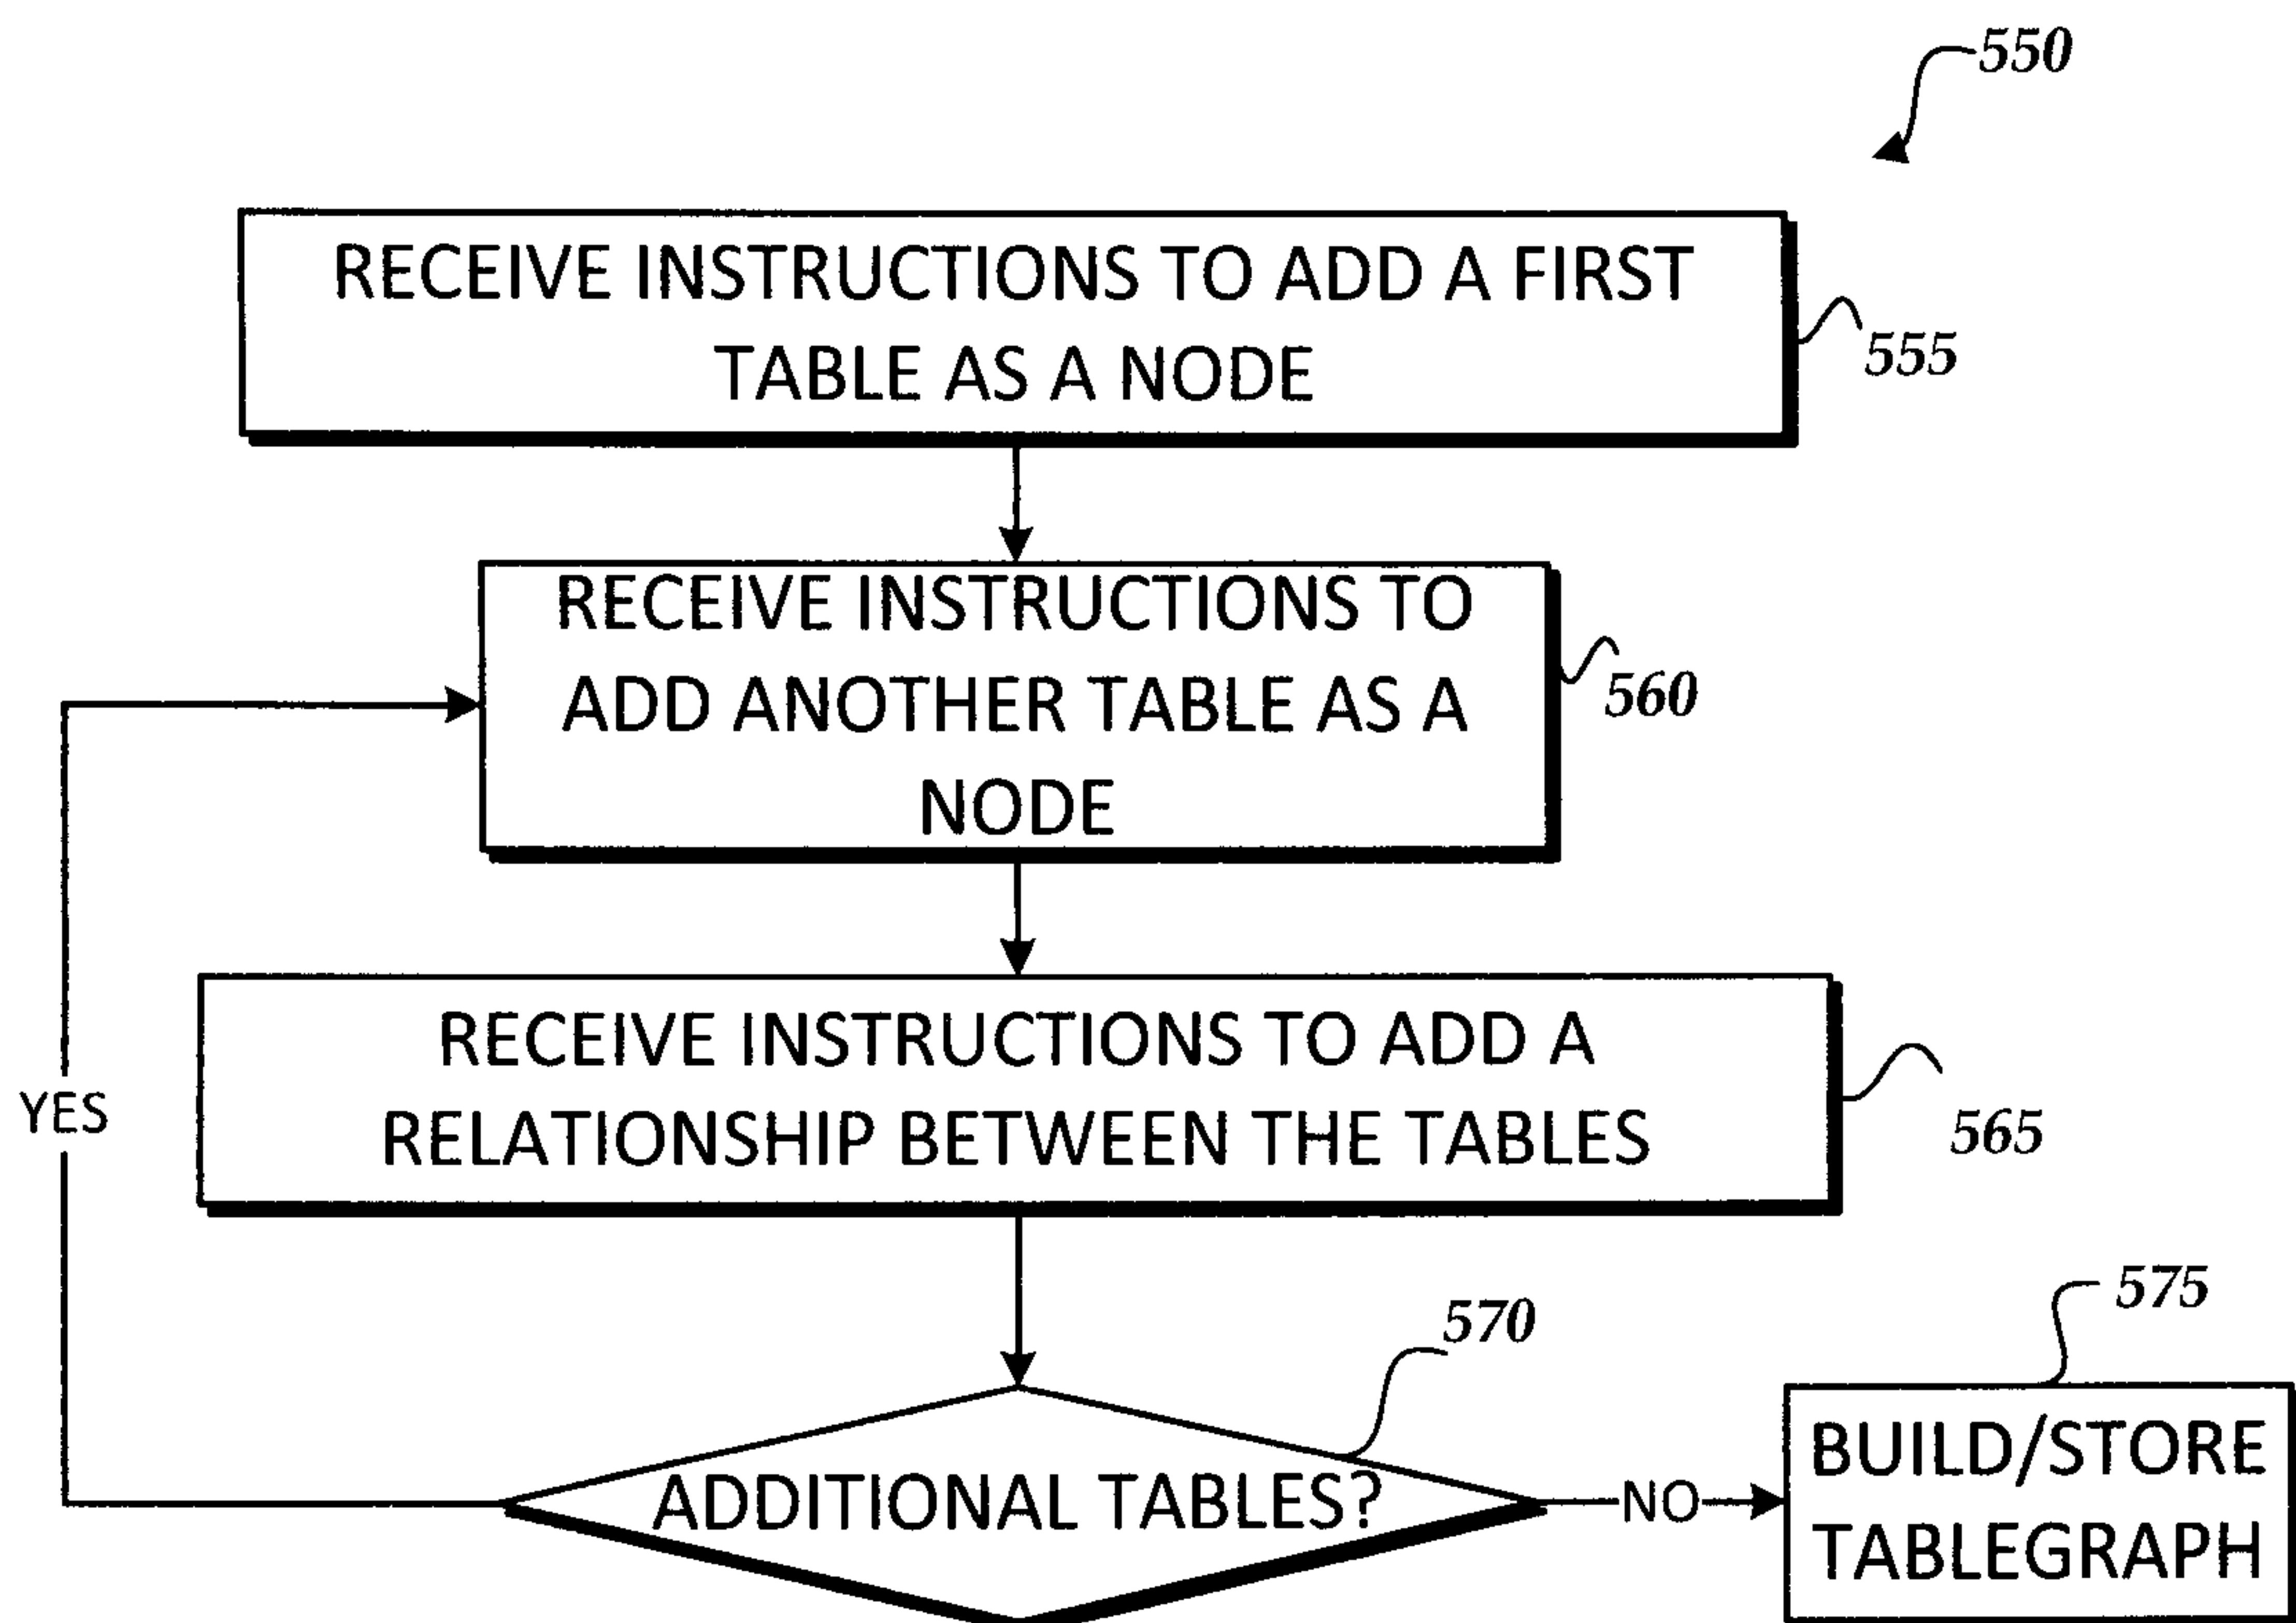 550
RECEIVE INSTRUCTIONS TO ADD A FIRST
TABLE AS A NODE
555
RECEIVE INSTRUCTIONS TO
ADD ANOTHER TABLE AS A
NODE
560
RECEIVE INSTRUCTIONS TO ADD A
RELATIONSHIP BETWEEN THE TABLES
565
YES
570
ADDITIONAL TABLES?
NO
575
BUILD/STORE
TABLEGRAPH